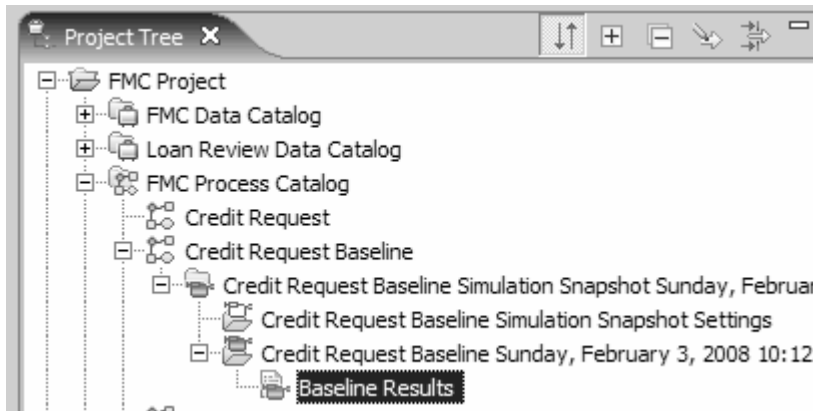 Project Tree
FMC Project
FMC Data Catalog
Loan Review Data Catalog
FMC Process Catalog
Credit Request
Credit Request Baseline
Credit Request Baseline Simulation Snapshot Sunday, Februar
Credit Request Baseline Simulation Snapshot Settings
Credit Request Baseline Sunday, February 3, 2008 10:12
Baseline Results